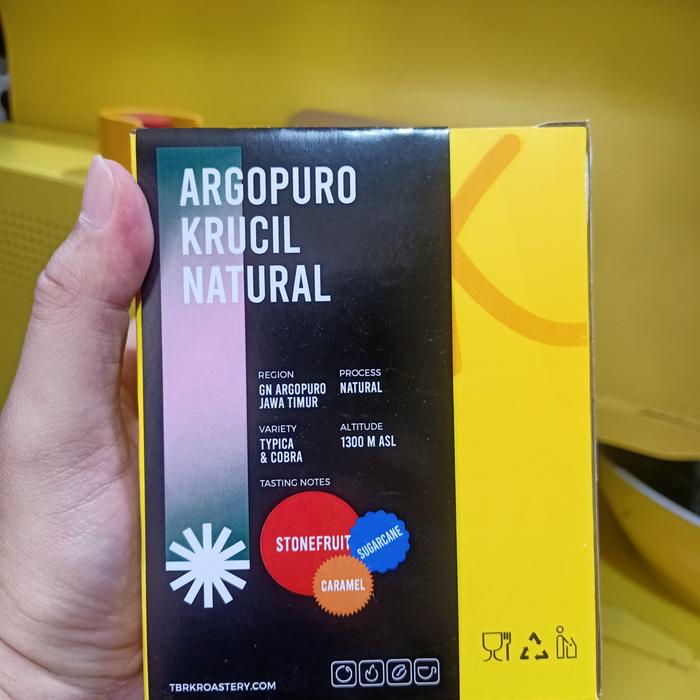 ARGOPURO
KRUCIL
NATURAL
REGION
GN ARGOPURO
JAWA TIMUR
PROCESS
NATURAL
VARIETY
TYPICA
& COBRA
ALTITUDE
1300 M ASL
TASTING NOTES
STONEFRUIT
SUGARCANE
CARAMEL
TBRKROASTERY.COM